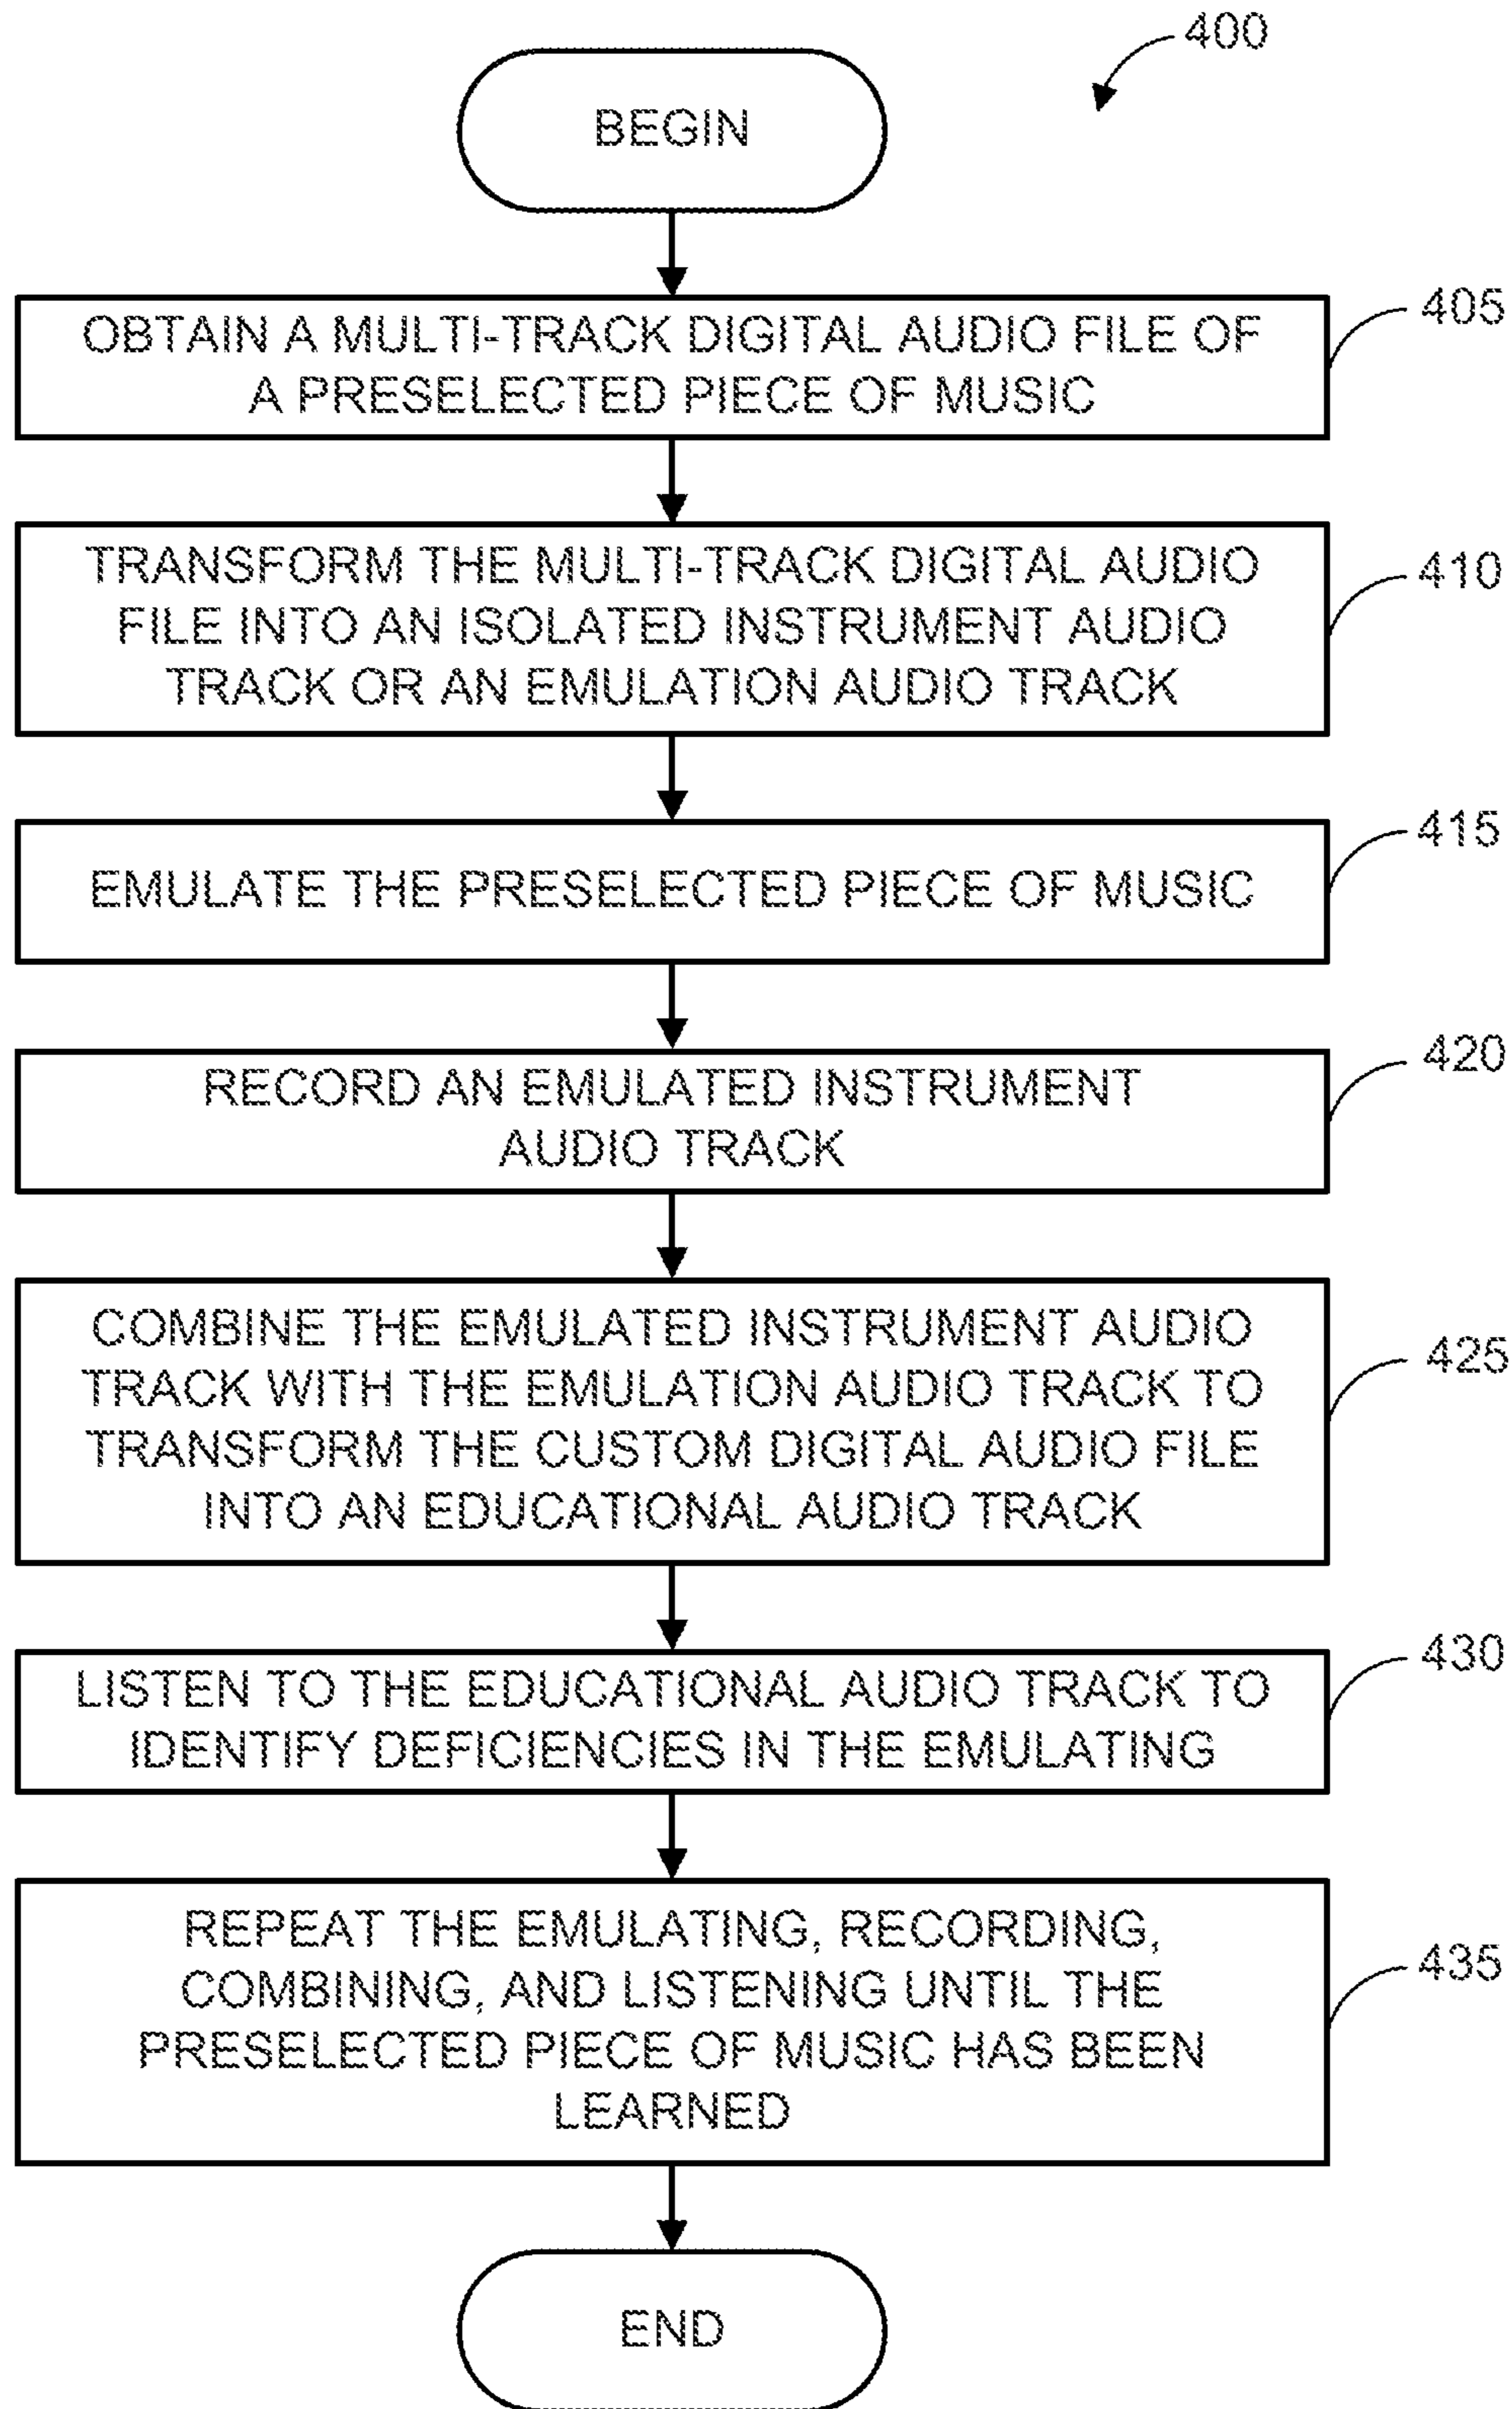 400
BEGIN
OBTAIN A MULTI-TRACK DIGITAL AUDIO FILE OF
A PRESELECTED PIECE OF MUSIC
405
TRANSFORM THE MULTI-TRACK DIGITAL AUDIO
FILE INTO AN ISOLATED INSTRUMENT AUDIO
TRACK OR AN EMULATION AUDIO TRACK
410
EMULATE THE PRESELECTED PIECE OF MUSIC
415
RECORD AN EMULATED INSTRUMENT
AUDIO TRACK
420
COMBINE THE EMULATED INSTRUMENT AUDIO
TRACK WITH THE EMULATION AUDIO TRACK TO
TRANSFORM THE CUSTOM DIGITAL AUDIO FILE
INTO AN EDUCATIONAL AUDIO TRACK
425
LISTEN TO THE EDUCATIONAL AUDIO TRACK TO
IDENTIFY DEFICIENCIES IN THE EMULATING
430
REPEAT THE EMULATING, RECORDING,
COMBINING, AND LISTENING UNTIL THE
PRESELECTED PIECE OF MUSIC HAS BEEN
LEARNED
435
END